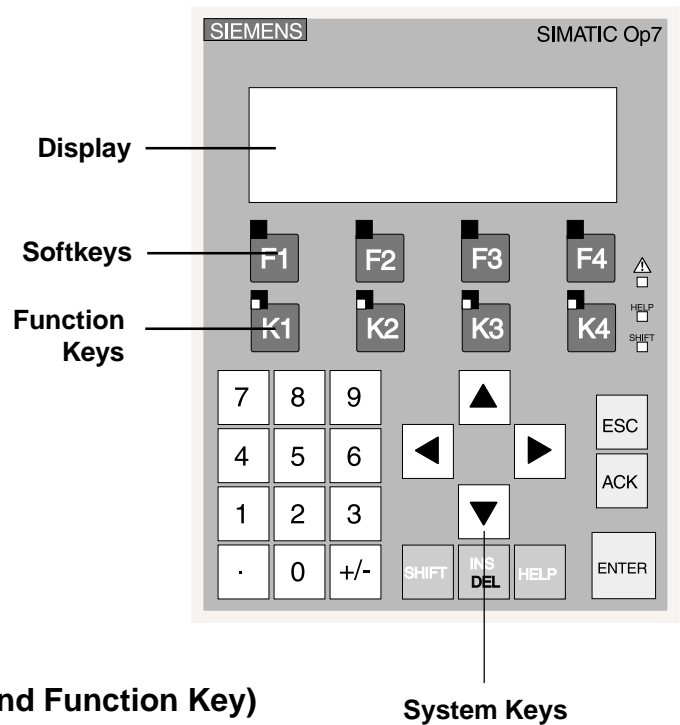 SIEMENS SIMATIC Op7
Display
Softkeys F1 F2 F3 F4
HELP
Function K1 K2 K3 K4 SHIFT
Keys
7 8 9
ESC
4 5 6
ACK
1 2 3
. 0 +/- SHIFT INS HELP ENTER
DEL
Function Key)
System Keys